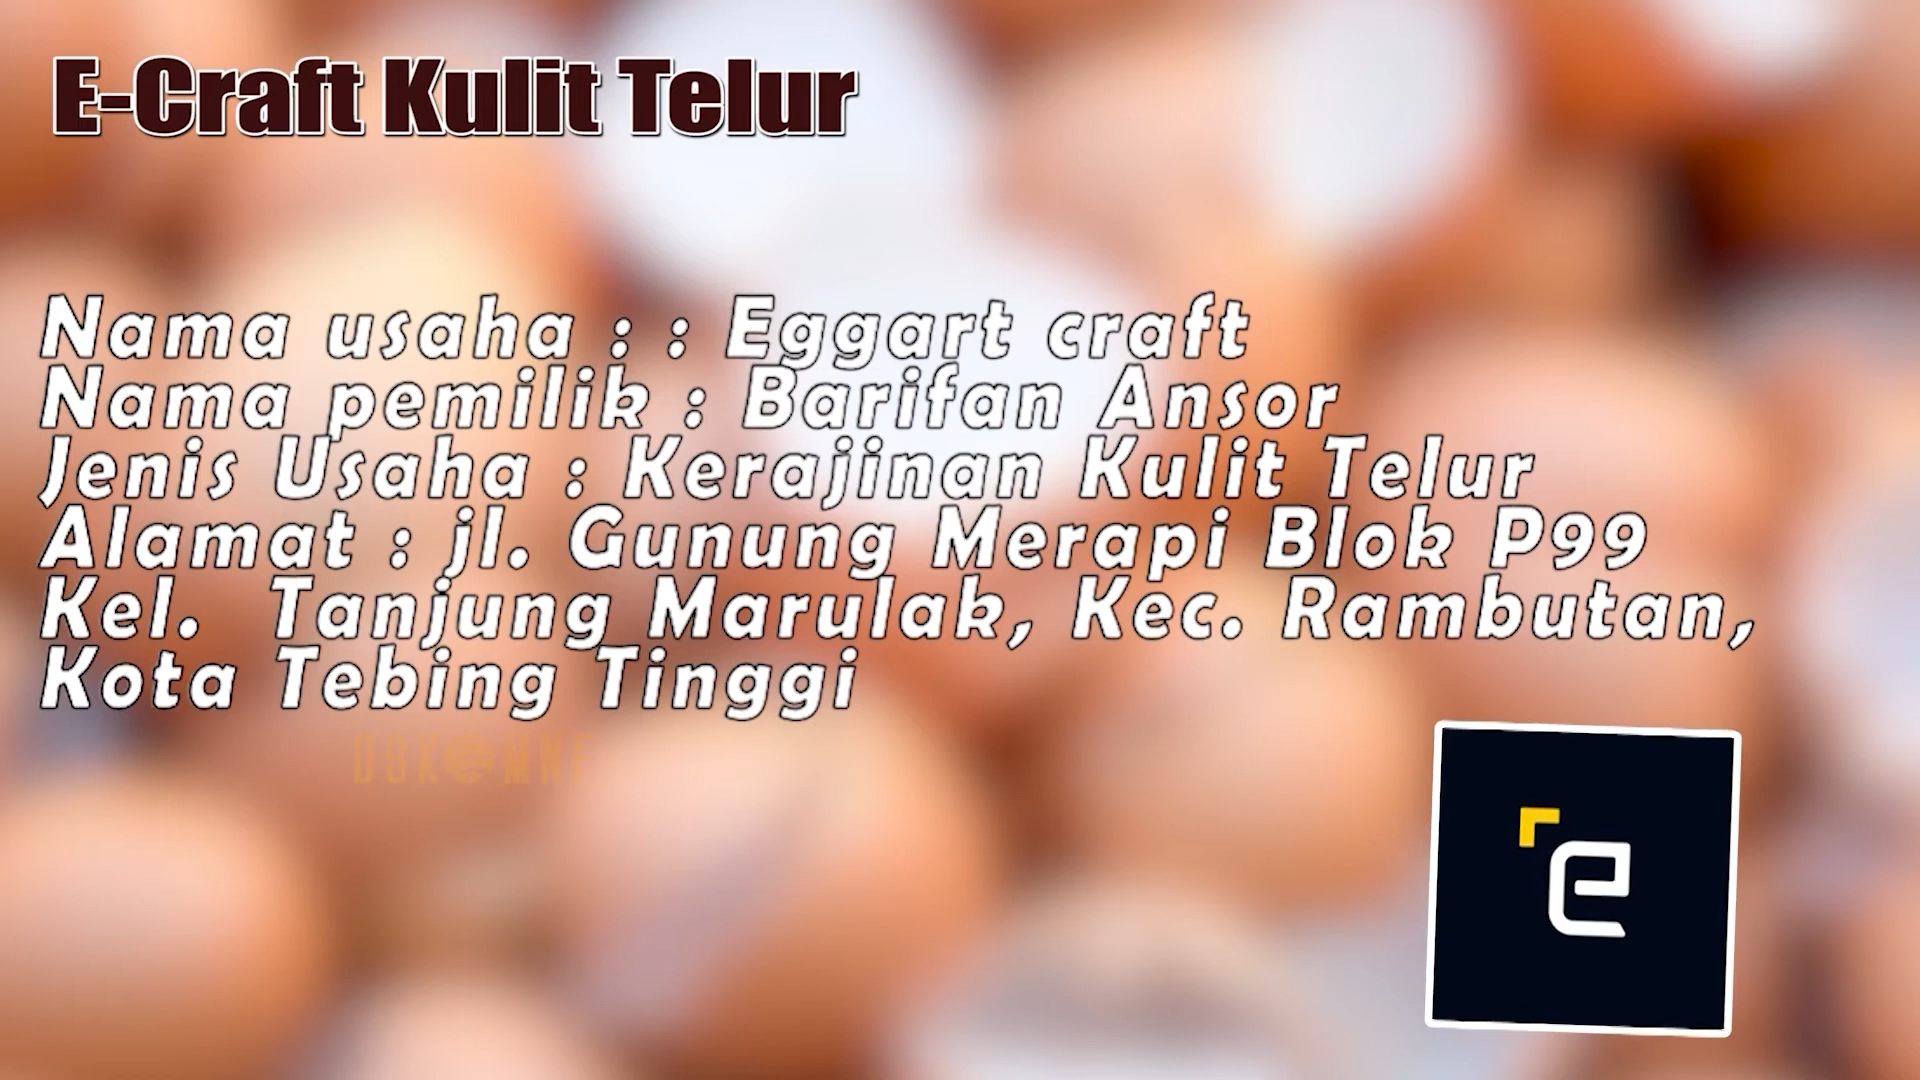 E-Craft Kulit Telur
Nama usaha : : Eggart craft
Nama pemilik : Barifan Ansor
Jenis Usaha : Kerajinan Kulit Telur
Alamat : jl. Gunung Merapi Blok P99
Kel. Tanjung Marulak, Kec. Rambutan,
Kota Tebing Tinggi
e